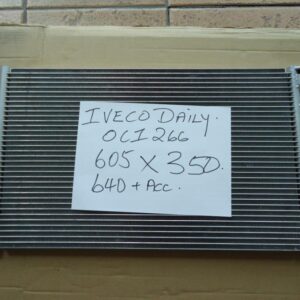 IVECO DAILY.
OCI 266
605 X 350.
640 + Acc.